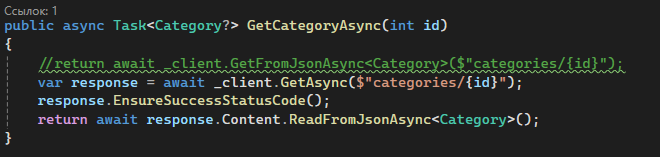 Ссылок: 1
public async Task<Category?> GetCategoryAsync(int id)
{
//return await _client.GetFromJsonAsync<Category>($"categories/{id}");
var response = await _client.GetAsync($"categories/{id}");
response.EnsureSuccessStatusCode();
return await response.Content.ReadFromJsonAsync<Category>();
}